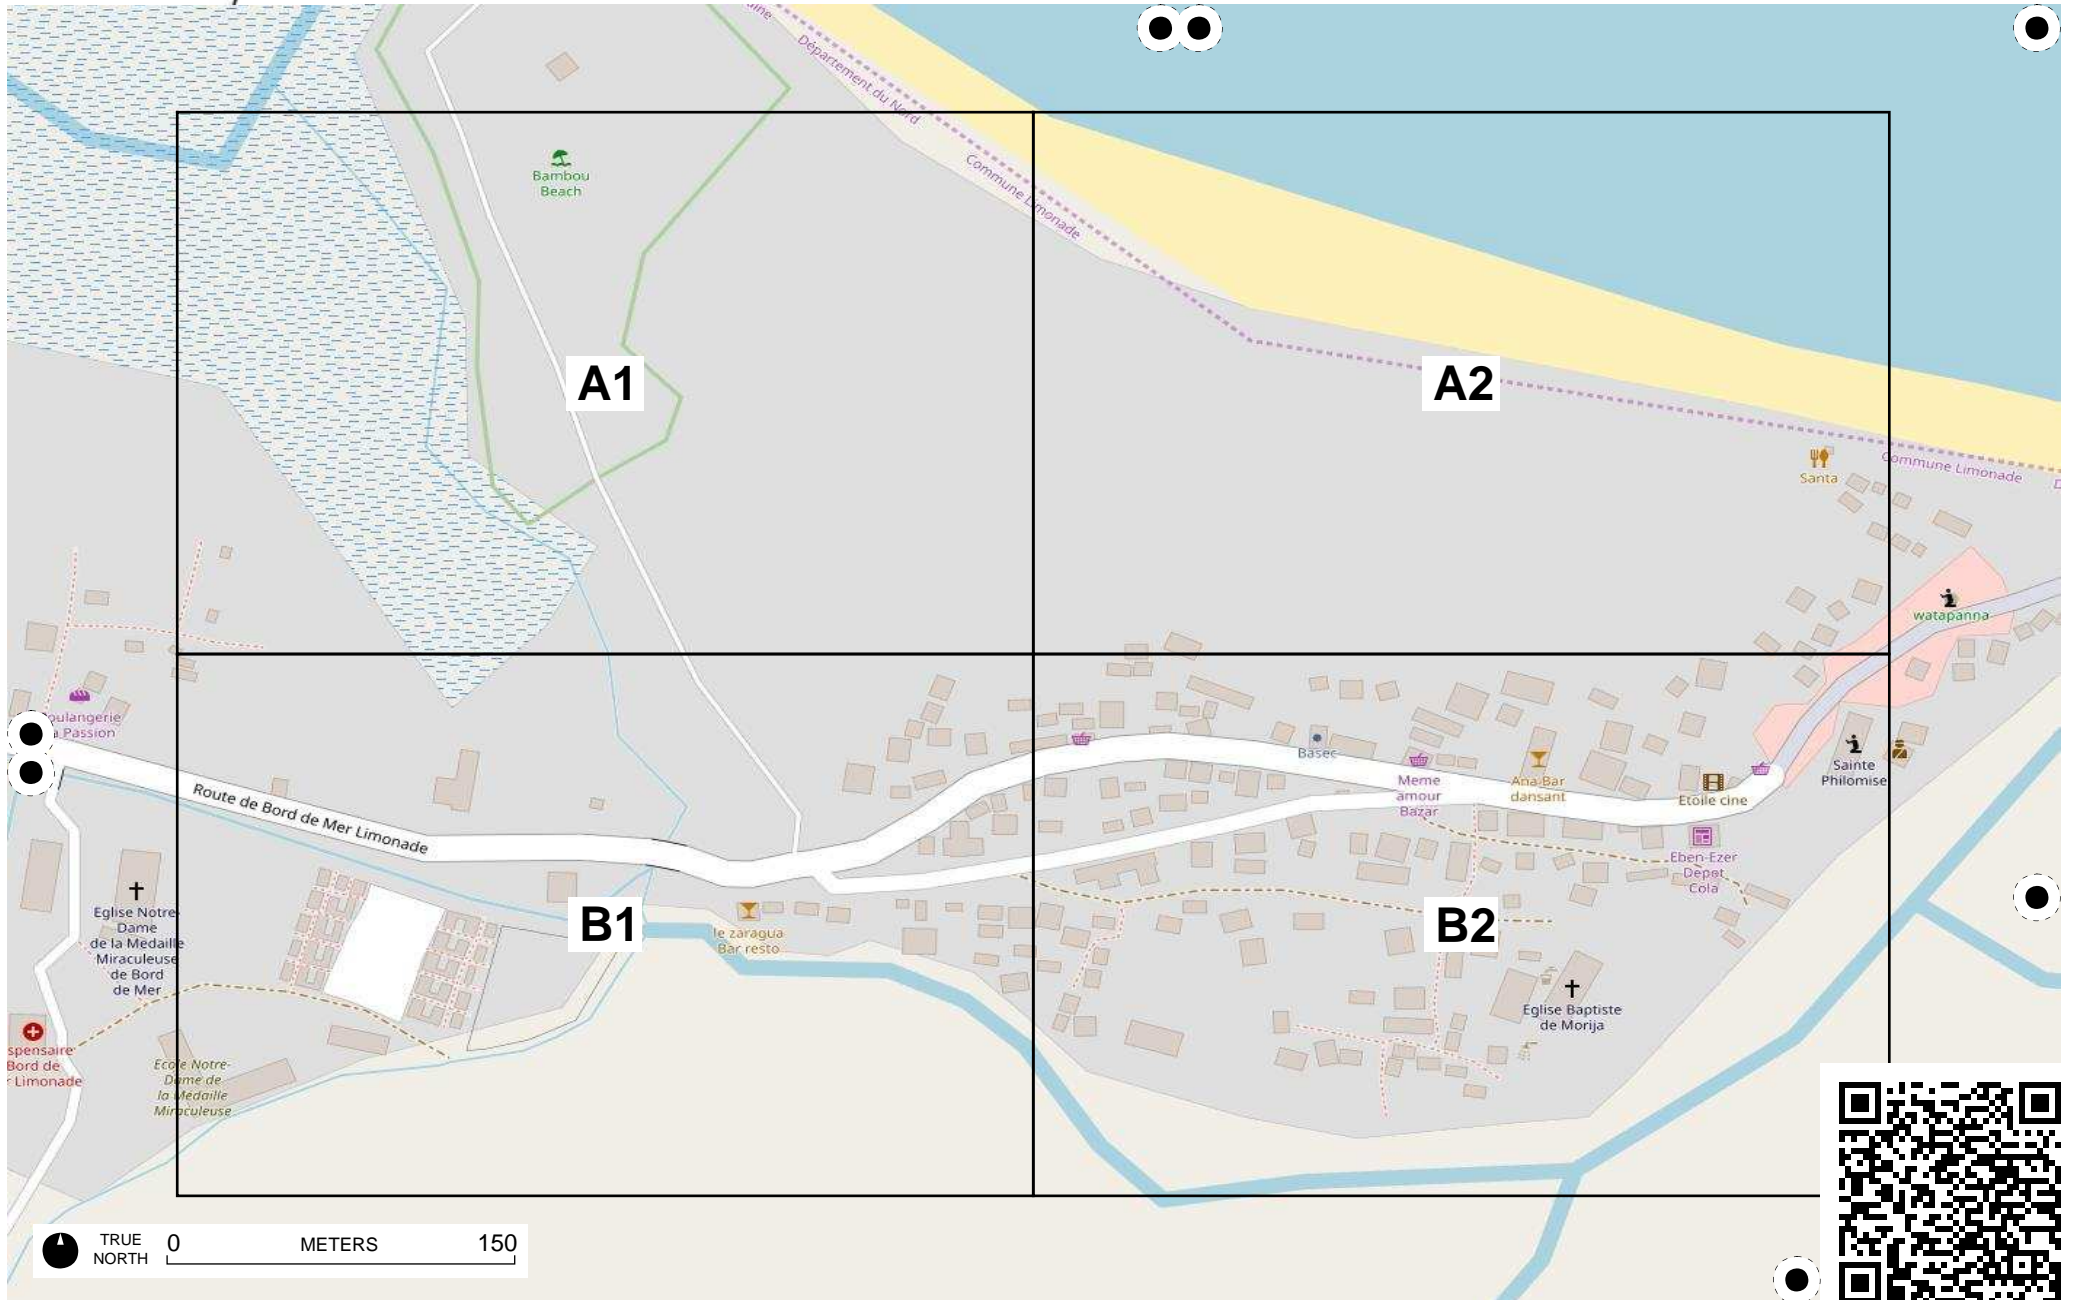 Département du Nord
Commune Limonade
Bambou
Beach
A1
A2
Santa
Commune Limonade
watapanna
Passion
Route de Bord de Mer Limonade
Basec
Meme
amour
Bazar
Ana Bar
dansant
Etoile cine
Sainte
Philomise
Eben-Ezer
Depot
Cola
Eglise Notre-
Dame
de la Medaille
Miraculeuse
de Bord
de Mer
B1
le zaragua
Bar resto
B2
Eglise Baptiste
de Morija
Bord de
Limonade
Ecole Notre-
Dame de
la Medaille
Miraculeuse
TRUE
NORTH
0
METERS
150